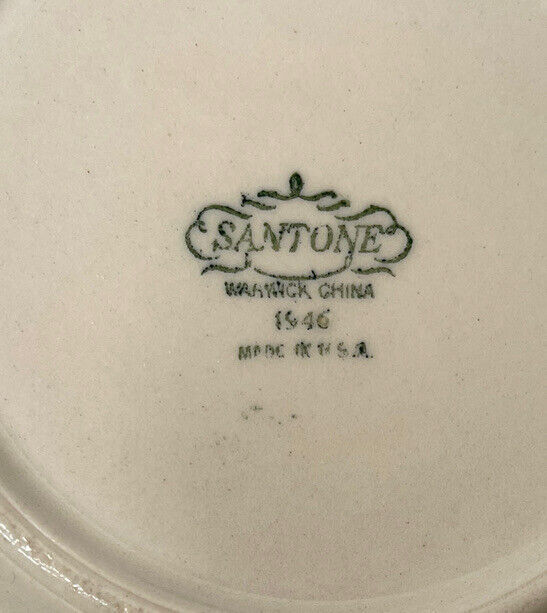 SANTONE
WARWICK CHINA
1946
MADE IN U.S.A.